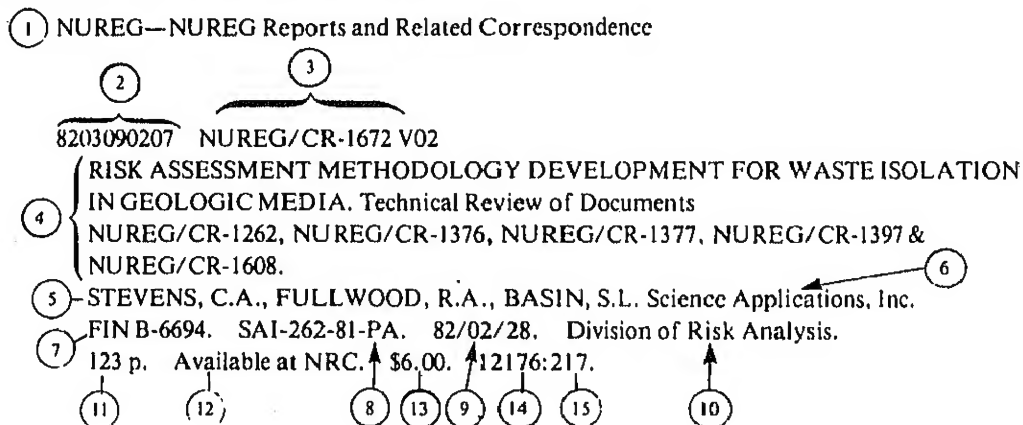 1 NUREG—NUREG Reports and Related Correspondence
2 3
8203090207 NUREG/CR-1672 V02
RISK ASSESSMENT METHODOLOGY DEVELOPMENT FOR WASTE ISOLATION
4 IN GEOLOGIC MEDIA. Technical Review of Documents
NUREG/CR-1262, NUREG/CR-1376, NUREG/CR-1377, NUREG/CR-1397 &
NUREG/CR-1608.
6
5 STEVENS, C.A., FULLWOOD, R.A., BASIN, S.L. Science Applications, Inc.
7 FIN B-6694. SAI-262-81-PA. 82/02/28. Division of Risk Analysis.
123 p. Available at NRC. $6.00. 12176:217.
11 12 8 13 9 14 15 10